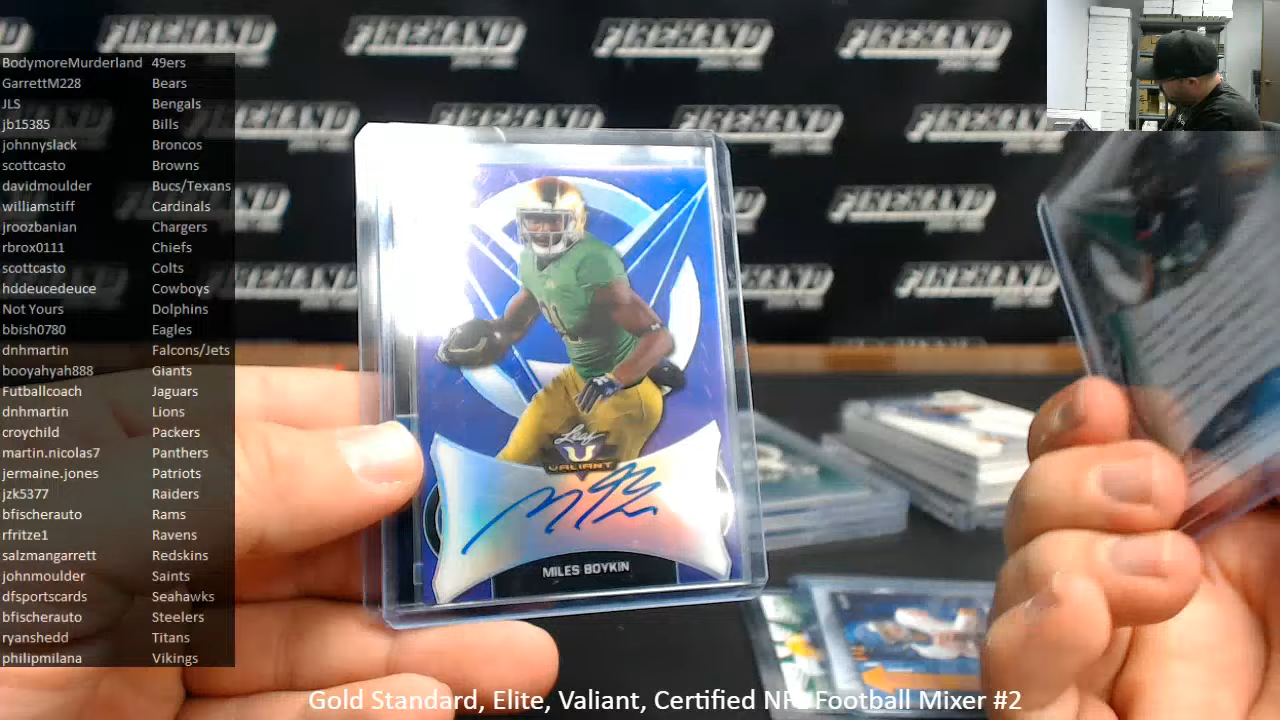 FIREHAND FIREHAND FIREHAND FIREHAND
BodymoreMurderland 49ers
GarrettM228 Bears
JLS Bengals
jb15385 Bills
johnnyslack Broncos
scottcasto Browns
davidmoulder Bucs/Texans
williamstiff Cardinals
jroozbanian Chargers
rbrox0111 Chiefs
scottcasto Colts
hddeucedeuce Cowboys
Not Yours Dolphins
bbish0780 Eagles
dnhmartin Falcons/Jets
booyahyah888 Giants
Futballcoach Jaguars
dnhmartin Lions
croychild Packers
martin.nicolas7 Panthers
jermaine.jones Patriots
jzk5377 Raiders
bfischerauto Rams
rfritze1 Ravens
salzmangarrett Redskins
johnmoulder Saints
dfsportscards Seahawks
bfischerauto Steelers
ryanshedd Titans
philipmilana Vikings
Leaf
VALIANT
MILES BOYKIN
Gold Standard, Elite, Valiant, Certified NFL Football Mixer #2